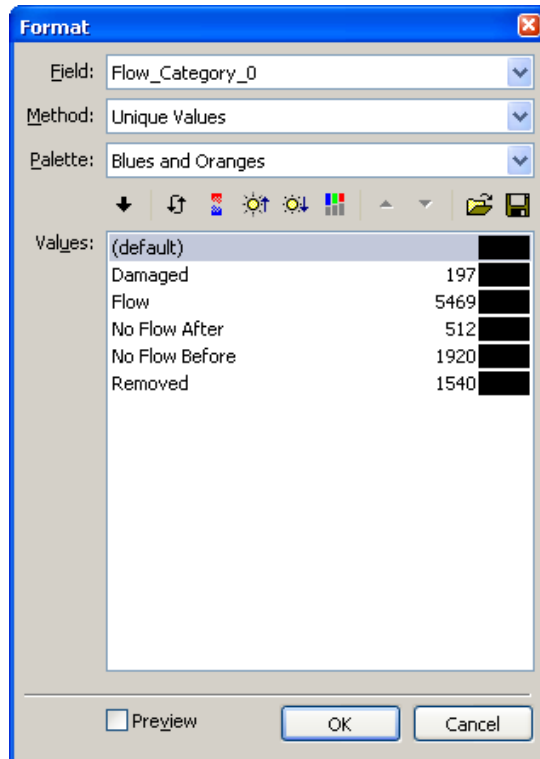 Format
Field: Flow_Category_0
Method: Unique Values
Palette: Blues and Oranges
Values: (default)
Damaged 197
Flow 5469
No Flow After 512
No Flow Before 1920
Removed 1540
Preview OK Cancel